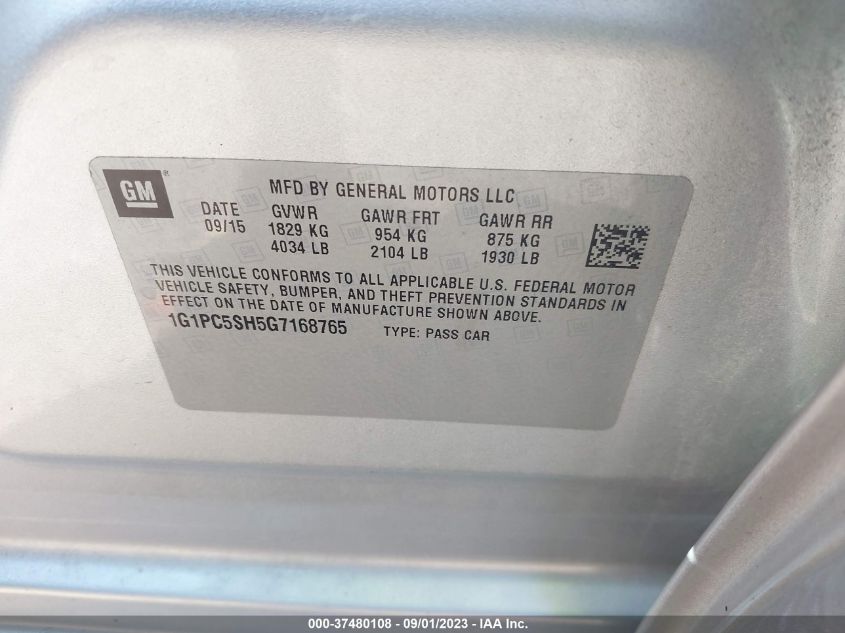 GM
MFD BY GENERAL MOTORS LLC
DATE GVWR GAWR FRT GAWR RR
09/15 1829 KG 954 KG 875 KG
4034 LB 2104 LB 1930 LB
THIS VEHICLE CONFORMS TO ALL APPLICABLE U.S. FEDERAL MOTOR
VEHICLE SAFETY, BUMPER, AND THEFT PREVENTION STANDARDS IN
EFFECT ON THE DATE OF MANUFACTURE SHOWN ABOVE.
1G1PC5SH5G7168765 TYPE: PASS CAR
000-37480108 - 09/01/2023 - IAA Inc.